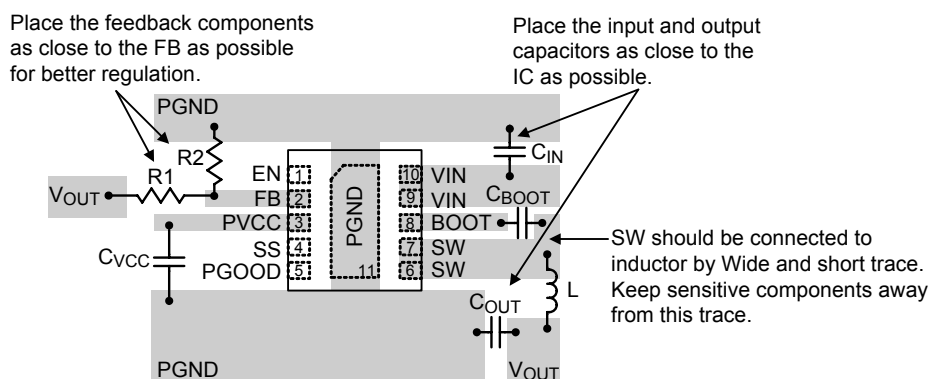 Place the feedback components
as close to the FB as possible
for better regulation.
Place the input and output
capacitors as close to the
IC as possible.
PGND
R2
R1
VOUT
CIN
CBOOT
EN
1
FB
2
PVCC
3
SS
4
PGOOD
5
PGND
11
10
VIN
9
VIN
8
BOOT
7
SW
6
SW
CVCC
SW should be connected to
inductor by Wide and short trace.
Keep sensitive components away
from this trace.
L
COUT
PGND
VOUT